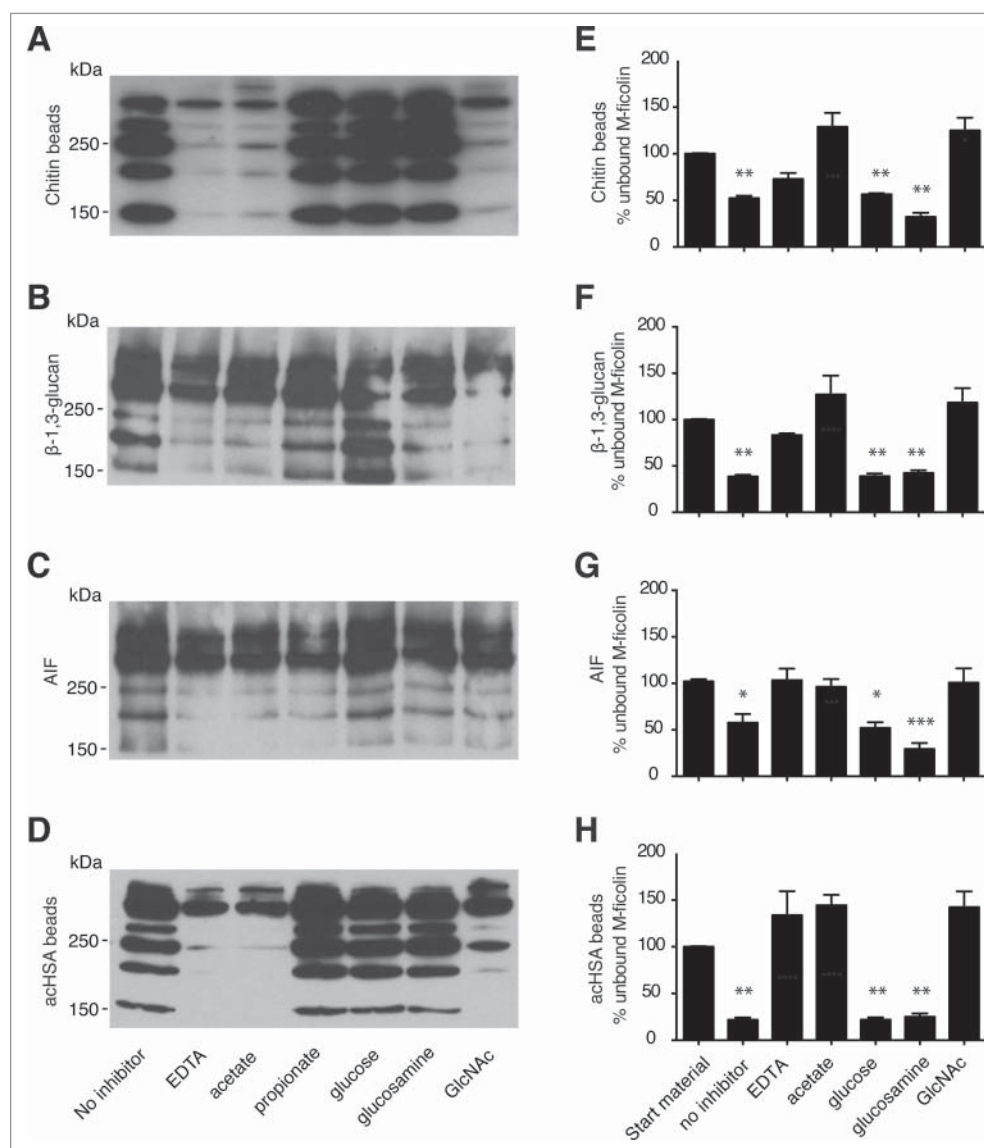 A
kDa
Chitin beads
250
150
E
Chitin beads
% unbound M-ficolin
200
150
100
50
0
**
**
**
B
kDa
β-1,3-glucan
250
150
F
β-1,3-glucan
% unbound M-ficolin
200
150
100
50
0
**
**
**
C
kDa
AIF
250
150
G
AIF
% unbound M-ficolin
200
150
100
50
0
*
*
***
D
kDa
acHSA beads
250
150
No inhibitor
EDTA
acetate
propionate
glucose
glucosamine
GlcNAc
H
acHSA beads
% unbound M-ficolin
200
150
100
50
0
**
**
**
Start material
no inhibitor
EDTA
acetate
glucose
glucosamine
GlcNAc